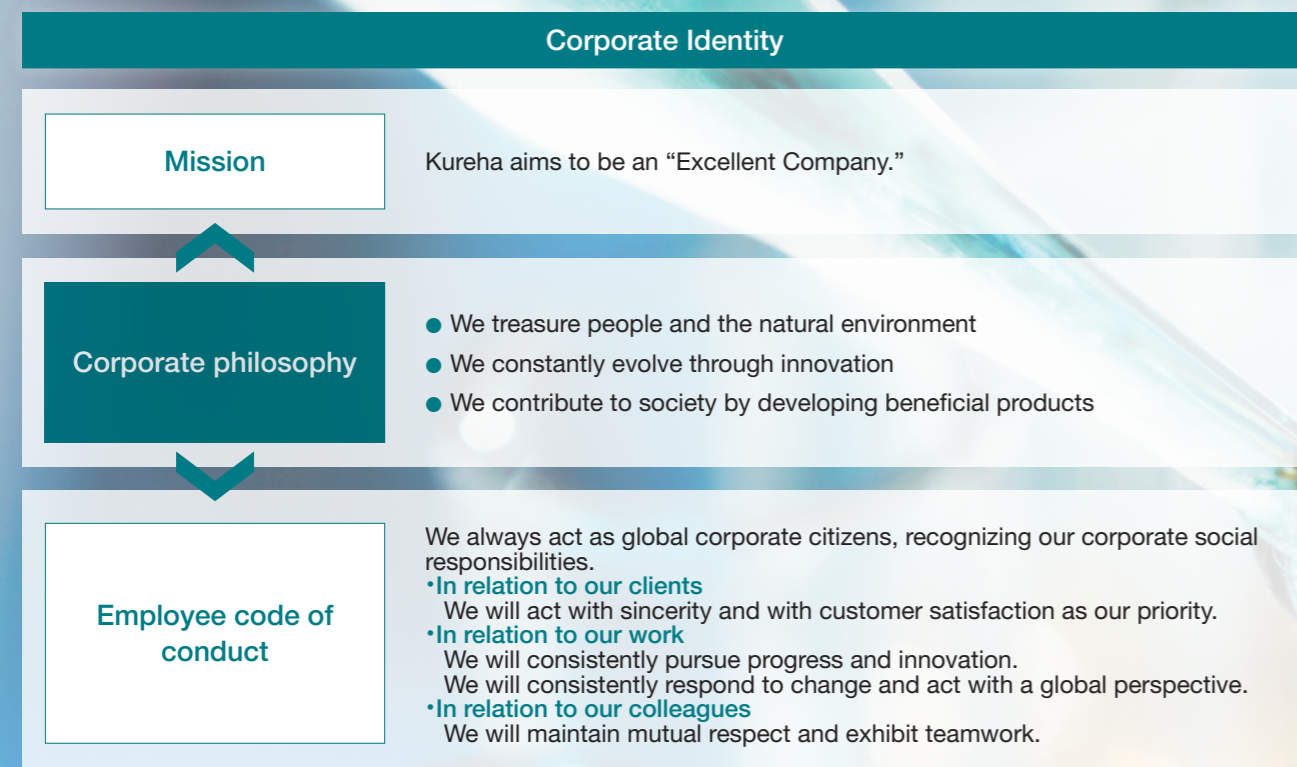 Corporate Identity
Mission
Kureha aims to be an “Excellent Company.”
Corporate philosophy
● We treasure people and the natural environment
● We constantly evolve through innovation
● We contribute to society by developing beneficial products
Employee code of
conduct
We always act as global corporate citizens, recognizing our corporate social
responsibilities.
・In relation to our clients
We will act with sincerity and with customer satisfaction as our priority.
・In relation to our work
We will consistently pursue progress and innovation.
We will consistently respond to change and act with a global perspective.
・In relation to our colleagues
We will maintain mutual respect and exhibit teamwork.